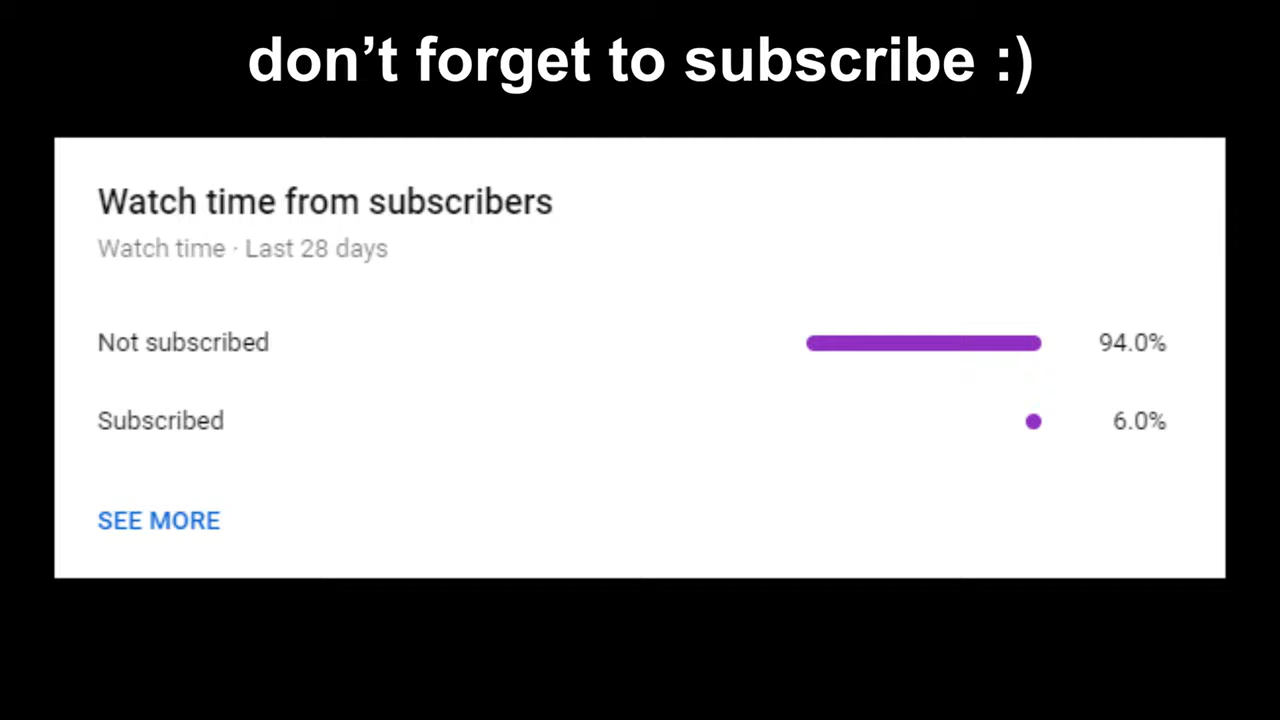 don’t forget to subscribe :)
Watch time from subscribers
Watch time · Last 28 days
Not subscribed 94.0%
Subscribed 6.0%
SEE MORE